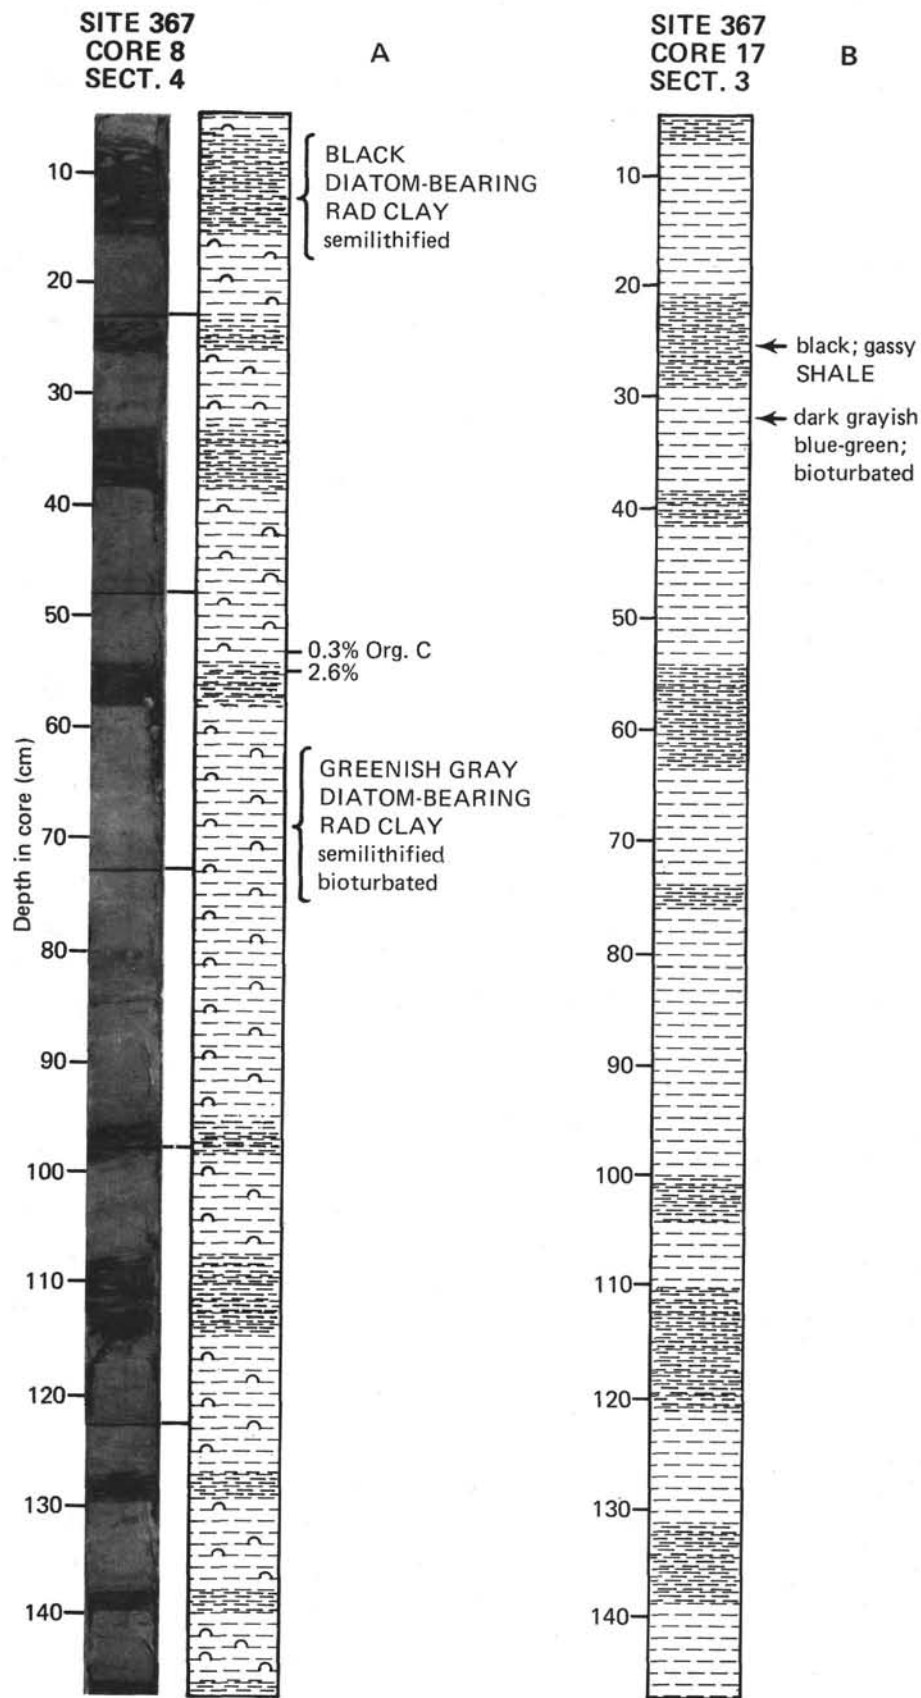 SITE 367
CORE 8
SECT. 4
A
10
20
30
40
50
60
70
80
90
100
110
120
130
140
Depth in core (cm)
BLACK
DIATOM-BEARING
RAD CLAY
semilithified
0.3% Org. C
2.6%
GREENISH GRAY
DIATOM-BEARING
RAD CLAY
semilithified
bioturbated
SITE 367
CORE 17
SECT. 3
B
10
20
30
40
50
60
70
80
90
100
110
120
130
140
black; gassy
SHALE
dark grayish
blue-green;
bioturbated